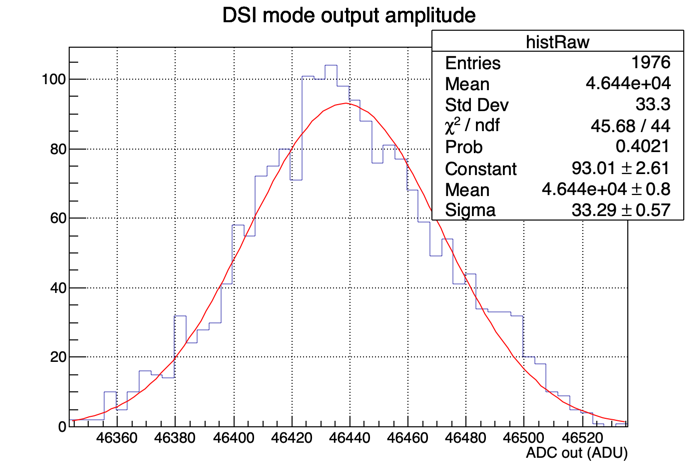 DSI mode output amplitude
histRaw
Entries 1976
Mean 4.644e+04
Std Dev 33.3
χ² / ndf 45.68 / 44
Prob 0.4021
Constant 93.01 ± 2.61
Mean 4.644e+04 ± 0.8
Sigma 33.29 ± 0.57
100
80
60
40
20
0
46360 46380 46400 46420 46440 46460 46480 46500 46520
ADC out (ADU)